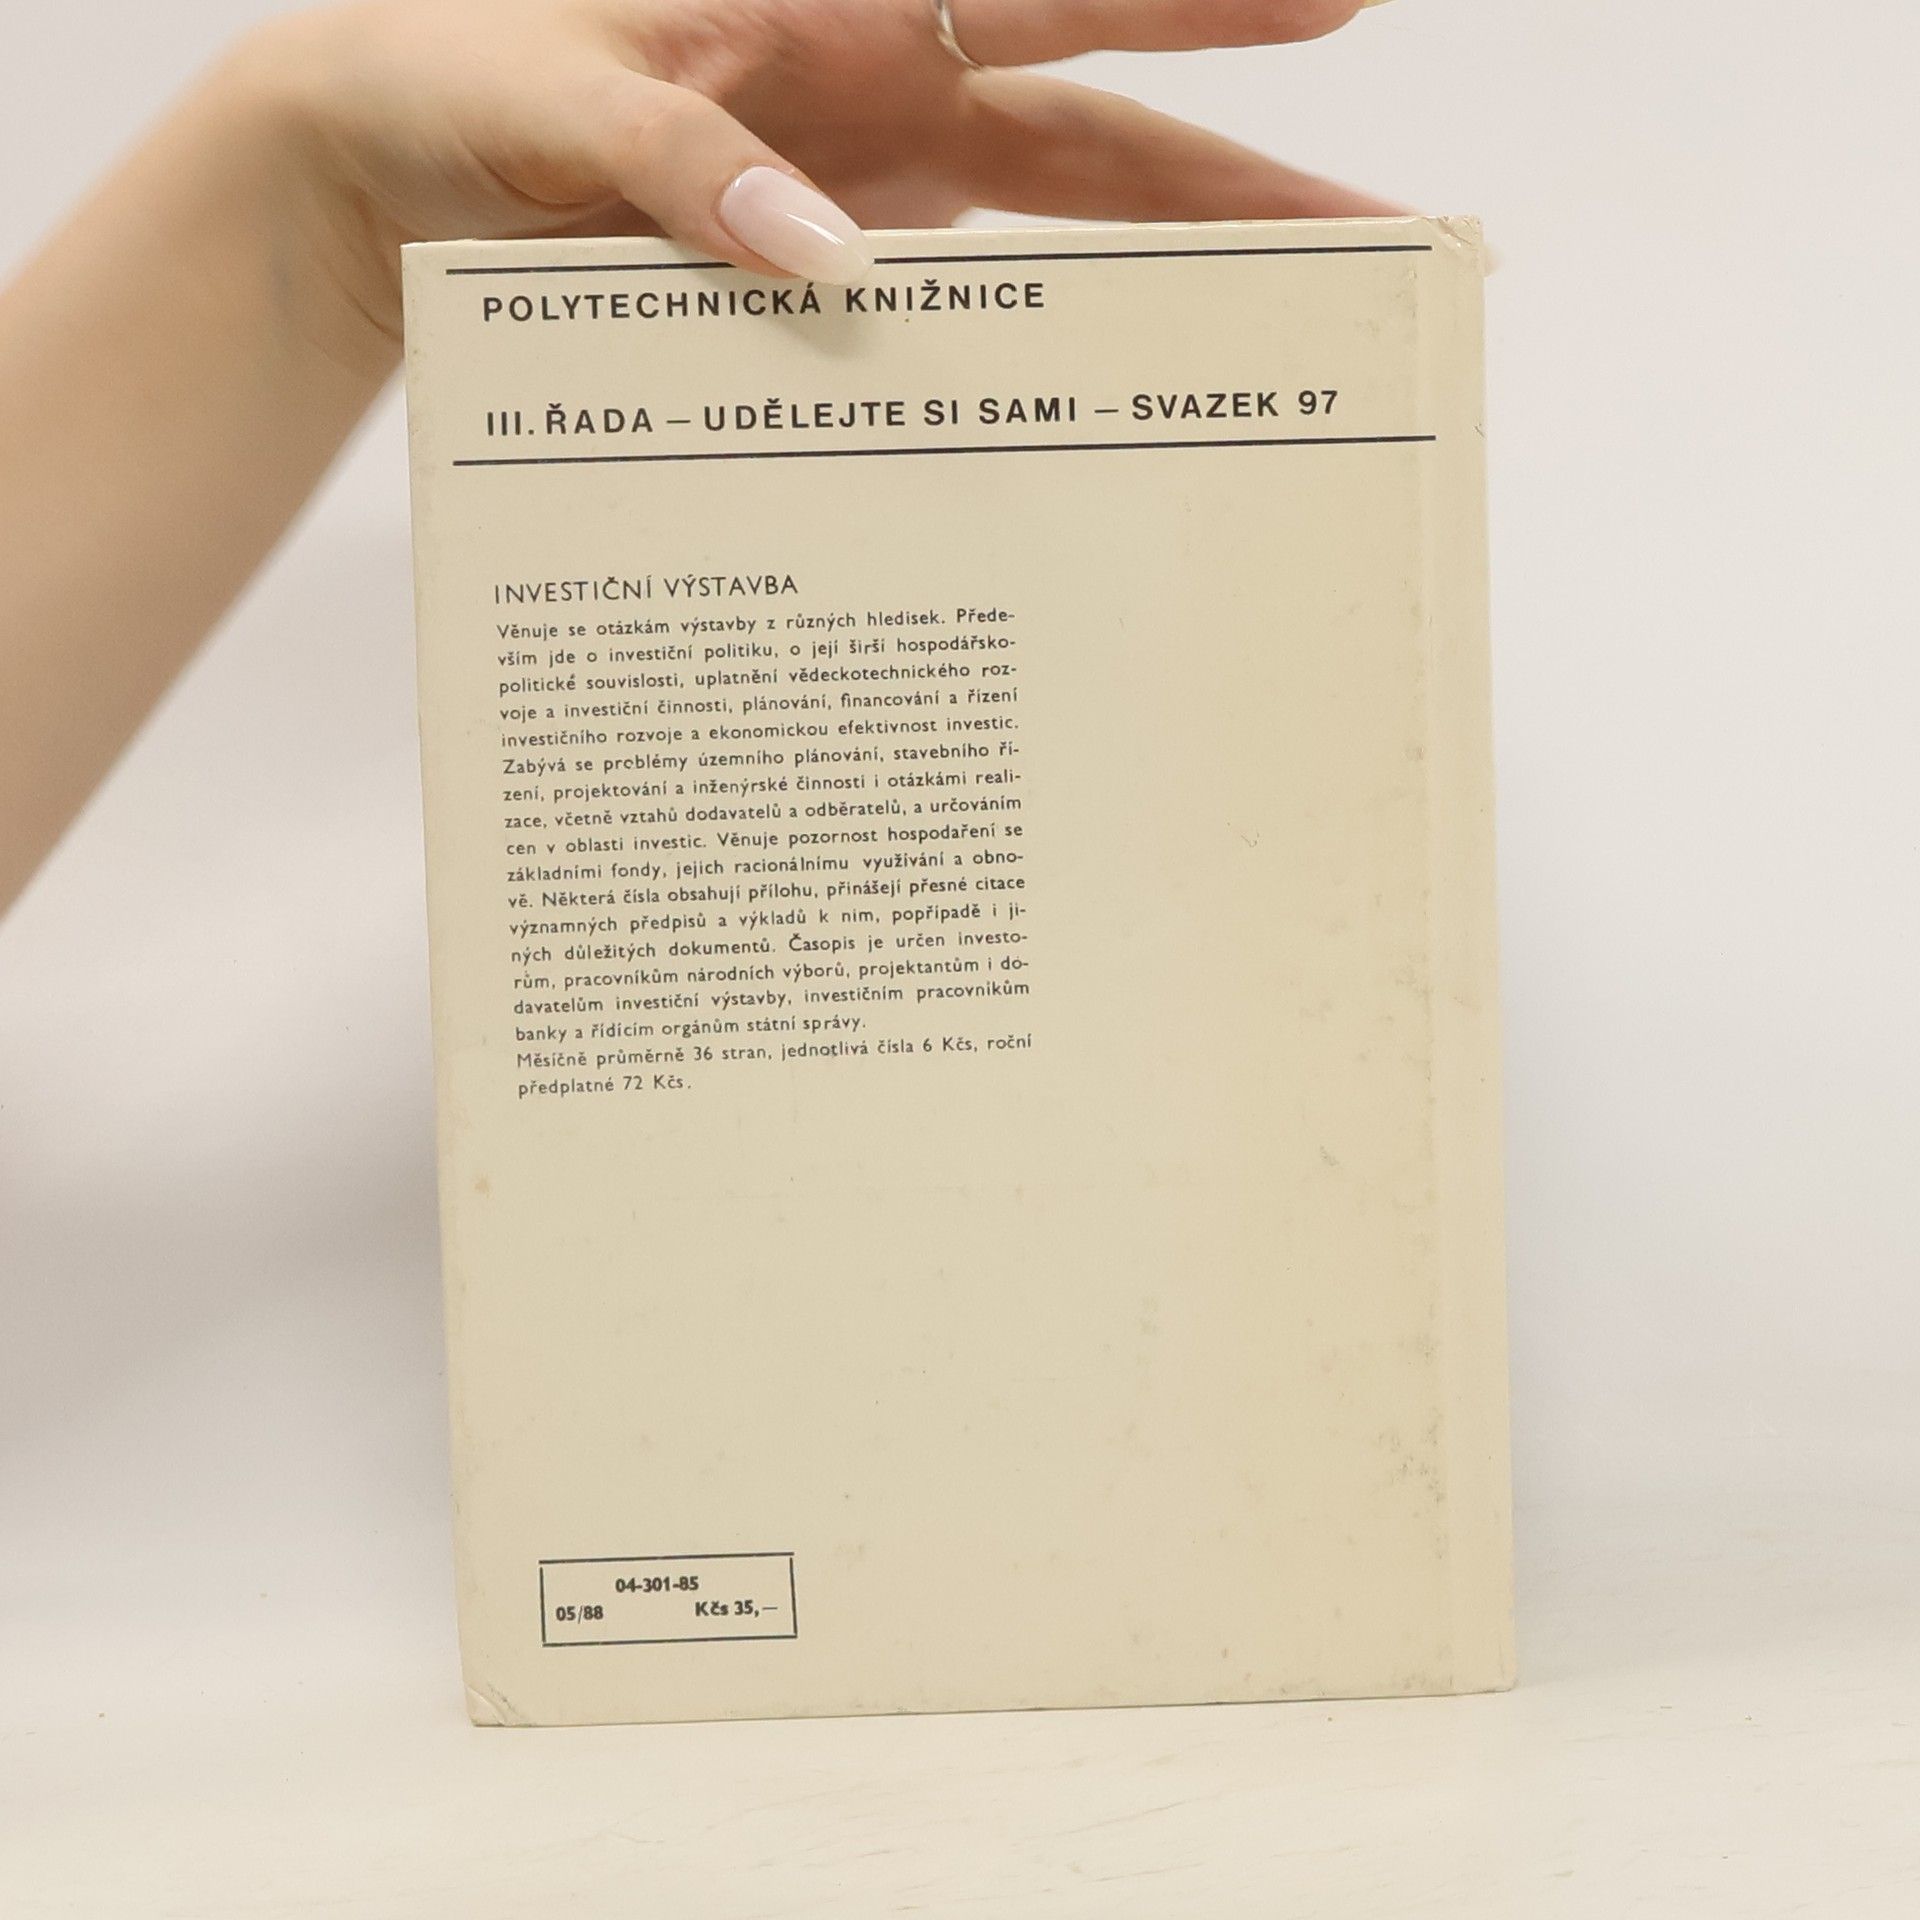 POLYTECHNICKÁ KNIŽNICE
III. ŘADA – UDĚLEJTE SI SAMI – SVAZEK 97
INVESTIČNÍ VÝSTAVBA
Věnuje se otázkám výstavby z různých hledisek. Přede-
vším jde o investiční politiku, o její širší hospodářsko-
politické souvislosti, uplatnění vědeckotechnického roz-
voje a investiční činnosti, plánování, financování a řízení
investičního rozvoje a ekonomickou efektivnost investic.
Zabývá se problémy územního plánování, stavebního ří-
zení, projektování a inženýrské činnosti i otázkámi reali-
zace, včetně vztahů dodavatelů a odběratelů, a určováním
cen v oblasti investic. Věnuje pozornost hospodaření se
základními fondy, jejich racionálnímu využívání a obno-
vě. Některá čísla obsahují přílohu, přinášejí přesné citace
významných předpisů a výkladů k nim, popřípadě i ji-
ných důležitých dokumentů. Časopis je určen investo-
rům, pracovníkům národních výborů, projektantům i do-
davatelům investiční výstavby, investičním pracovníkům
banky a řídícím orgánům státní správy.
Měsíčně průměrně 36 stran, jednotlivá čísla 6 Kčs, roční
předplatné 72 Kčs.
04-301-85
05/88 Kčs 35,–